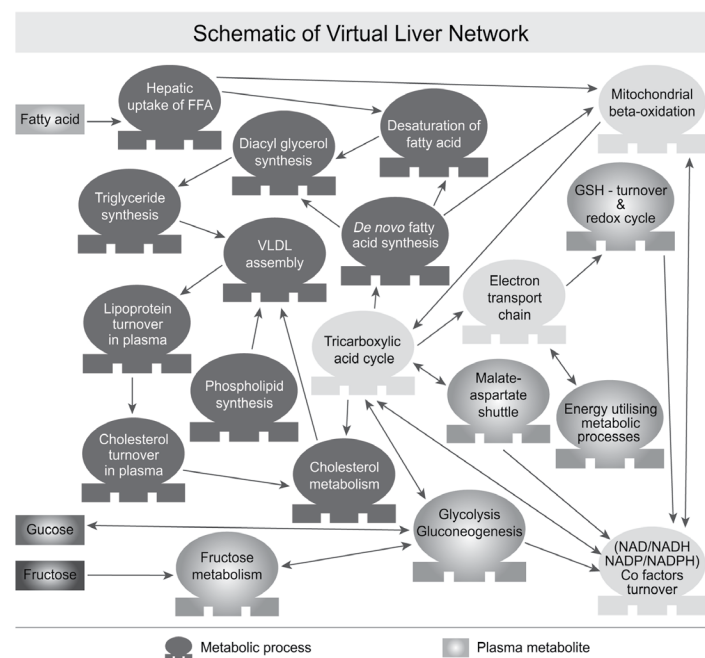 Schematic of Virtual Liver Network
Hepatic
uptake of FFA
Mitochondrial
beta-oxidation
Fatty acid
Desaturation of
fatty acid
Diacyl glycerol
synthesis
GSH - turnover
&
redox cycle
Triglyceride
synthesis
De novo fatty
acid synthesis
VLDL
assembly
Electron
transport
chain
Lipoprotein
turnover
in plasma
Tricarboxylic
acid cycle
Phospholipid
synthesis
Malate-
aspartate
shuttle
Energy utilising
metabolic
processes
Cholesterol
turnover
in plasma
Cholesterol
metabolism
Gucose
Glycolysis
Gluconeogenesis
Fructose
Fructose
metabolism
(NAD/NADH
NADP/NADPH)
Co factors
turnover
Metabolic process
Plasma metabolite